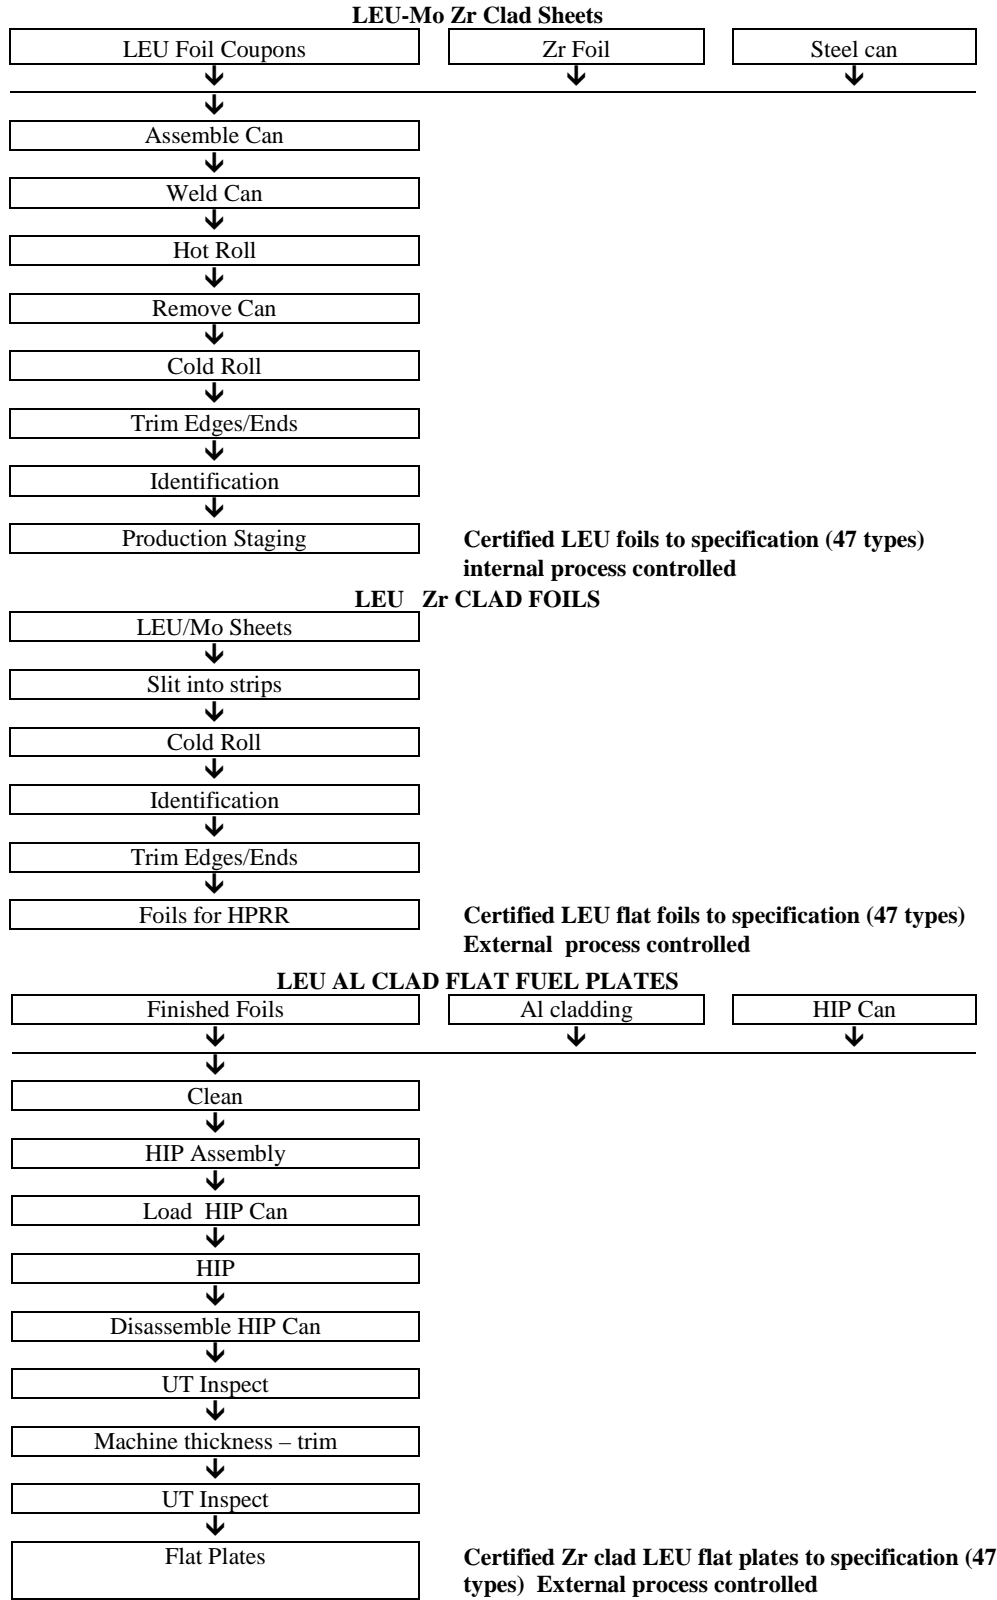 LEU-Mo Zr Clad Sheets
LEU Foil Coupons
Zr Foil
Steel can
Assemble Can
Weld Can
Hot Roll
Remove Can
Cold Roll
Trim Edges/Ends
Identification
Production Staging
Certified LEU foils to specification (47 types)
internal process controlled
LEU Zr CLAD FOILS
LEU/Mo Sheets
Slit into strips
Cold Roll
Identification
Trim Edges/Ends
Foils for HPRR
Certified LEU flat foils to specification (47 types)
External process controlled
LEU AL CLAD FLAT FUEL PLATES
Finished Foils
Al cladding
HIP Can
Clean
HIP Assembly
Load HIP Can
HIP
Disassemble HIP Can
UT Inspect
Machine thickness – trim
UT Inspect
Flat Plates
Certified Zr clad LEU flat plates to specification (47
types) External process controlled